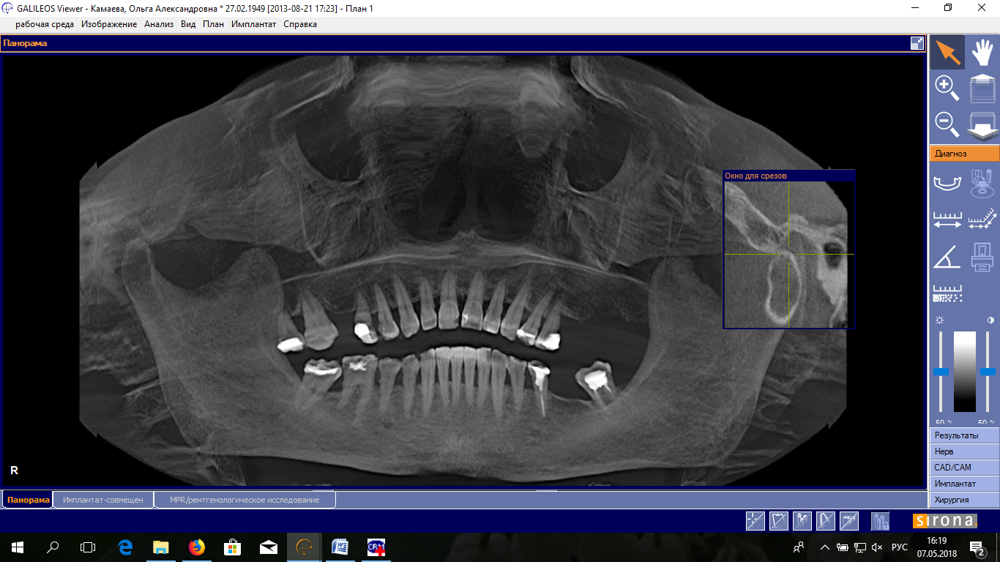 GALILEOS Viewer - Камаева, Ольга Александровна * 27.02.1949 [2013-08-21 17:23] - План 1
рабочая среда Изображение Анализ Вид План Имплантат Справка
Панорама
Окно для срезов
R
Диагноз
50 % 50 %
Результаты
Нерв
CAD/CAM
Имплантат
Хирургия
Панорама Имплантат-совмещен MPR/рентгенологическое исследование
sirona.
CRM
РУС
16:19
07.05.2018
2